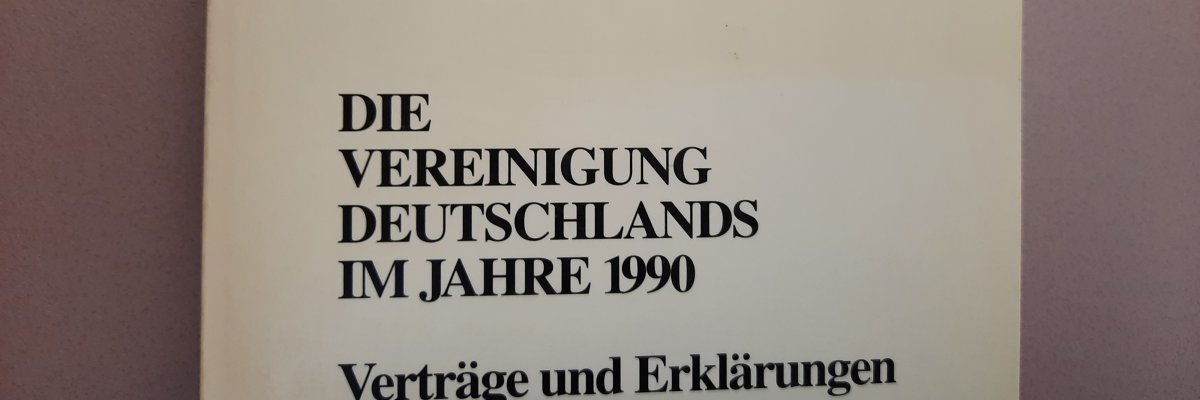 DIE
VEREINIGUNG
DEUTSCHLANDS
IM JAHRE 1990
Verträge und Erklärungen